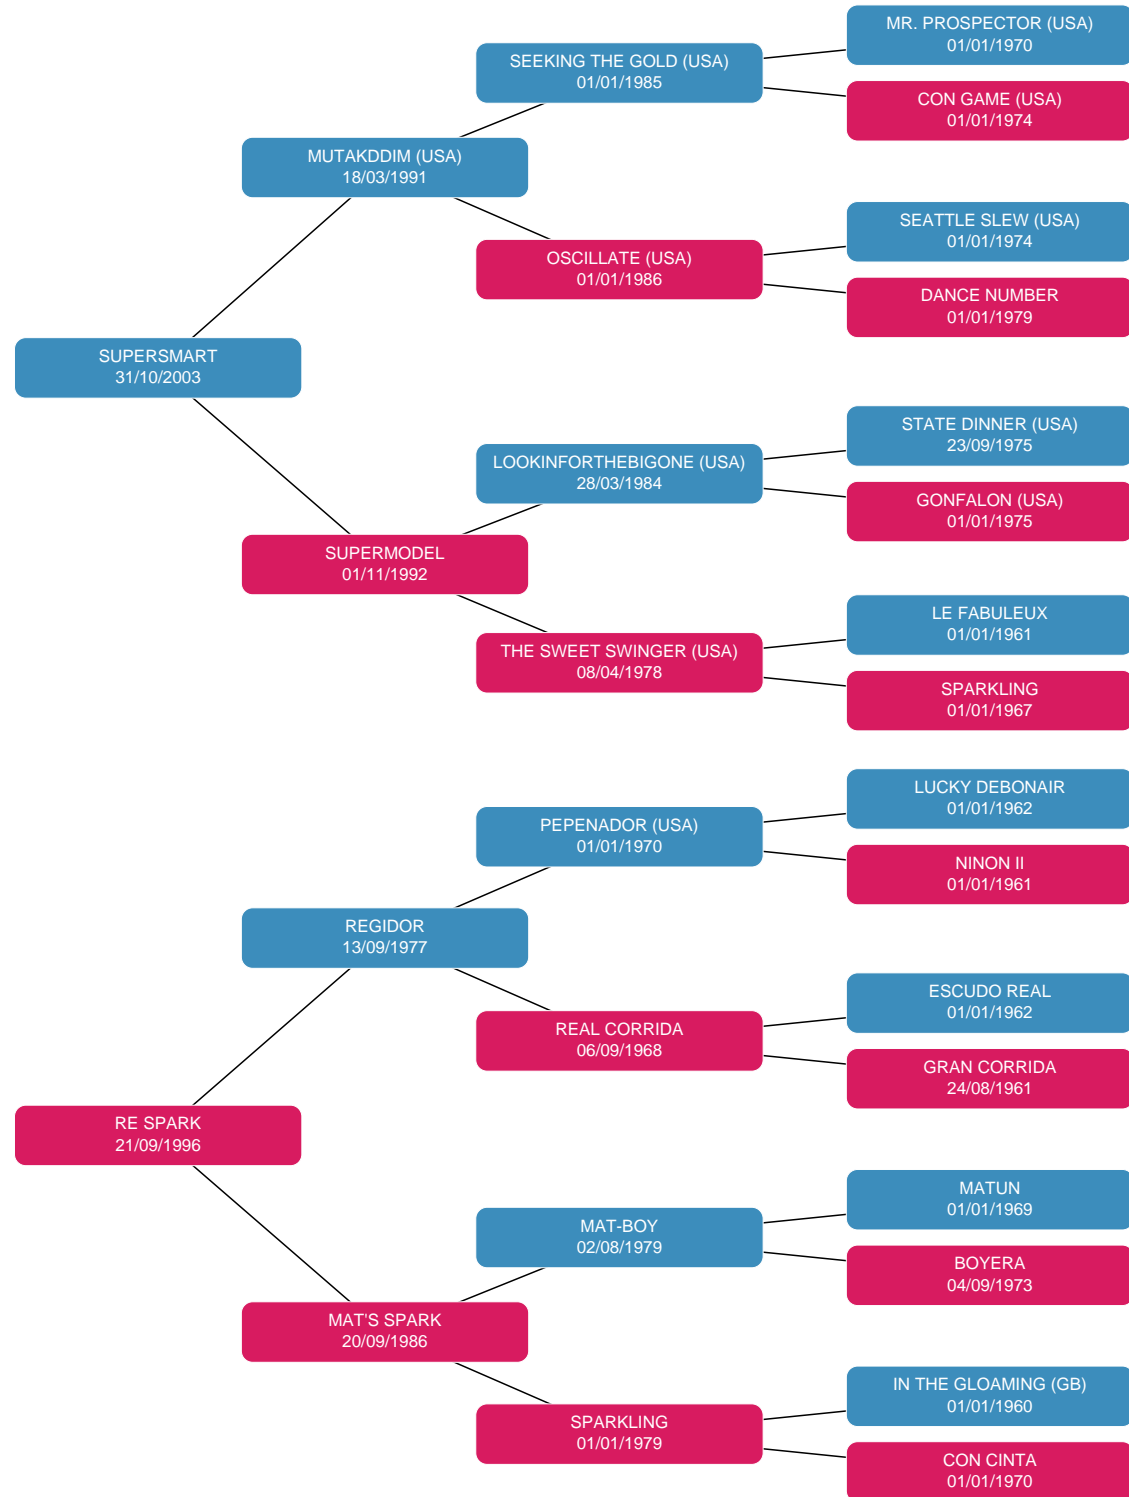 MR. PROSPECTOR (USA)
01/01/1970
SEEKING THE GOLD (USA)
01/01/1985
CON GAME (USA)
01/01/1974
MUTAKDDIM (USA)
18/03/1991
SEATTLE SLEW (USA)
01/01/1974
OSCILLATE (USA)
01/01/1986
DANCE NUMBER
01/01/1979
SUPERSMART
31/10/2003
STATE DINNER (USA)
23/09/1975
LOOKINFORTHEBIGONE (USA)
28/03/1984
GONFALON (USA)
01/01/1975
SUPERMODEL
01/11/1992
LE FABULEUX
01/01/1961
THE SWEET SWINGER (USA)
08/04/1978
SPARKLING
01/01/1967
LUCKY DEBONAIR
01/01/1962
PEPENADOR (USA)
01/01/1970
NINON II
01/01/1961
REGIDOR
13/09/1977
ESCUDO REAL
01/01/1962
REAL CORRIDA
06/09/1968
GRAN CORRIDA
24/08/1961
RE SPARK
21/09/1996
MATUN
01/01/1969
MAT-BOY
02/08/1979
BOYERA
04/09/1973
MAT'S SPARK
20/09/1986
IN THE GLOAMING (GB)
01/01/1960
SPARKLING
01/01/1979
CON CINTA
01/01/1970